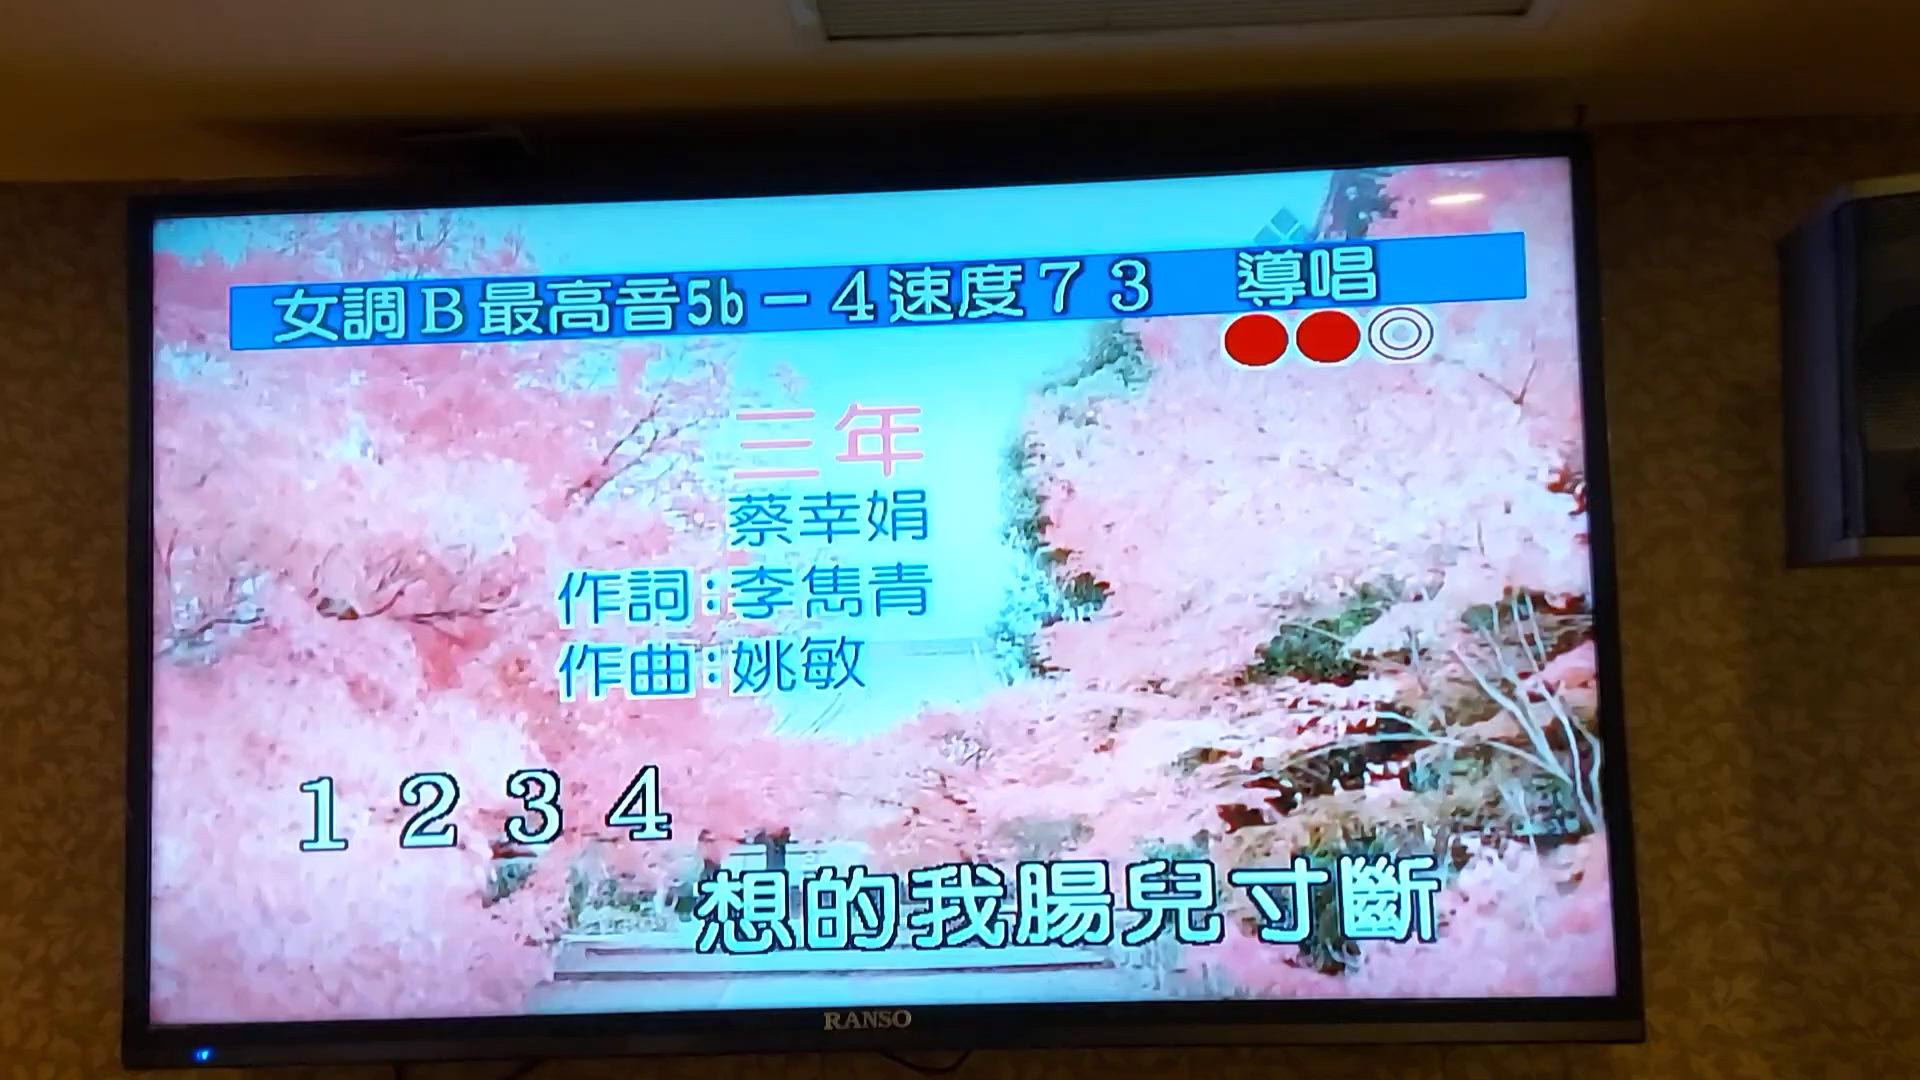 女調B最高音5b－4速度73 導唱
三年
蔡幸娟
作詞:李雋青
作曲:姚敏
1 2 3 4
想的我腸兒寸斷
RANSO